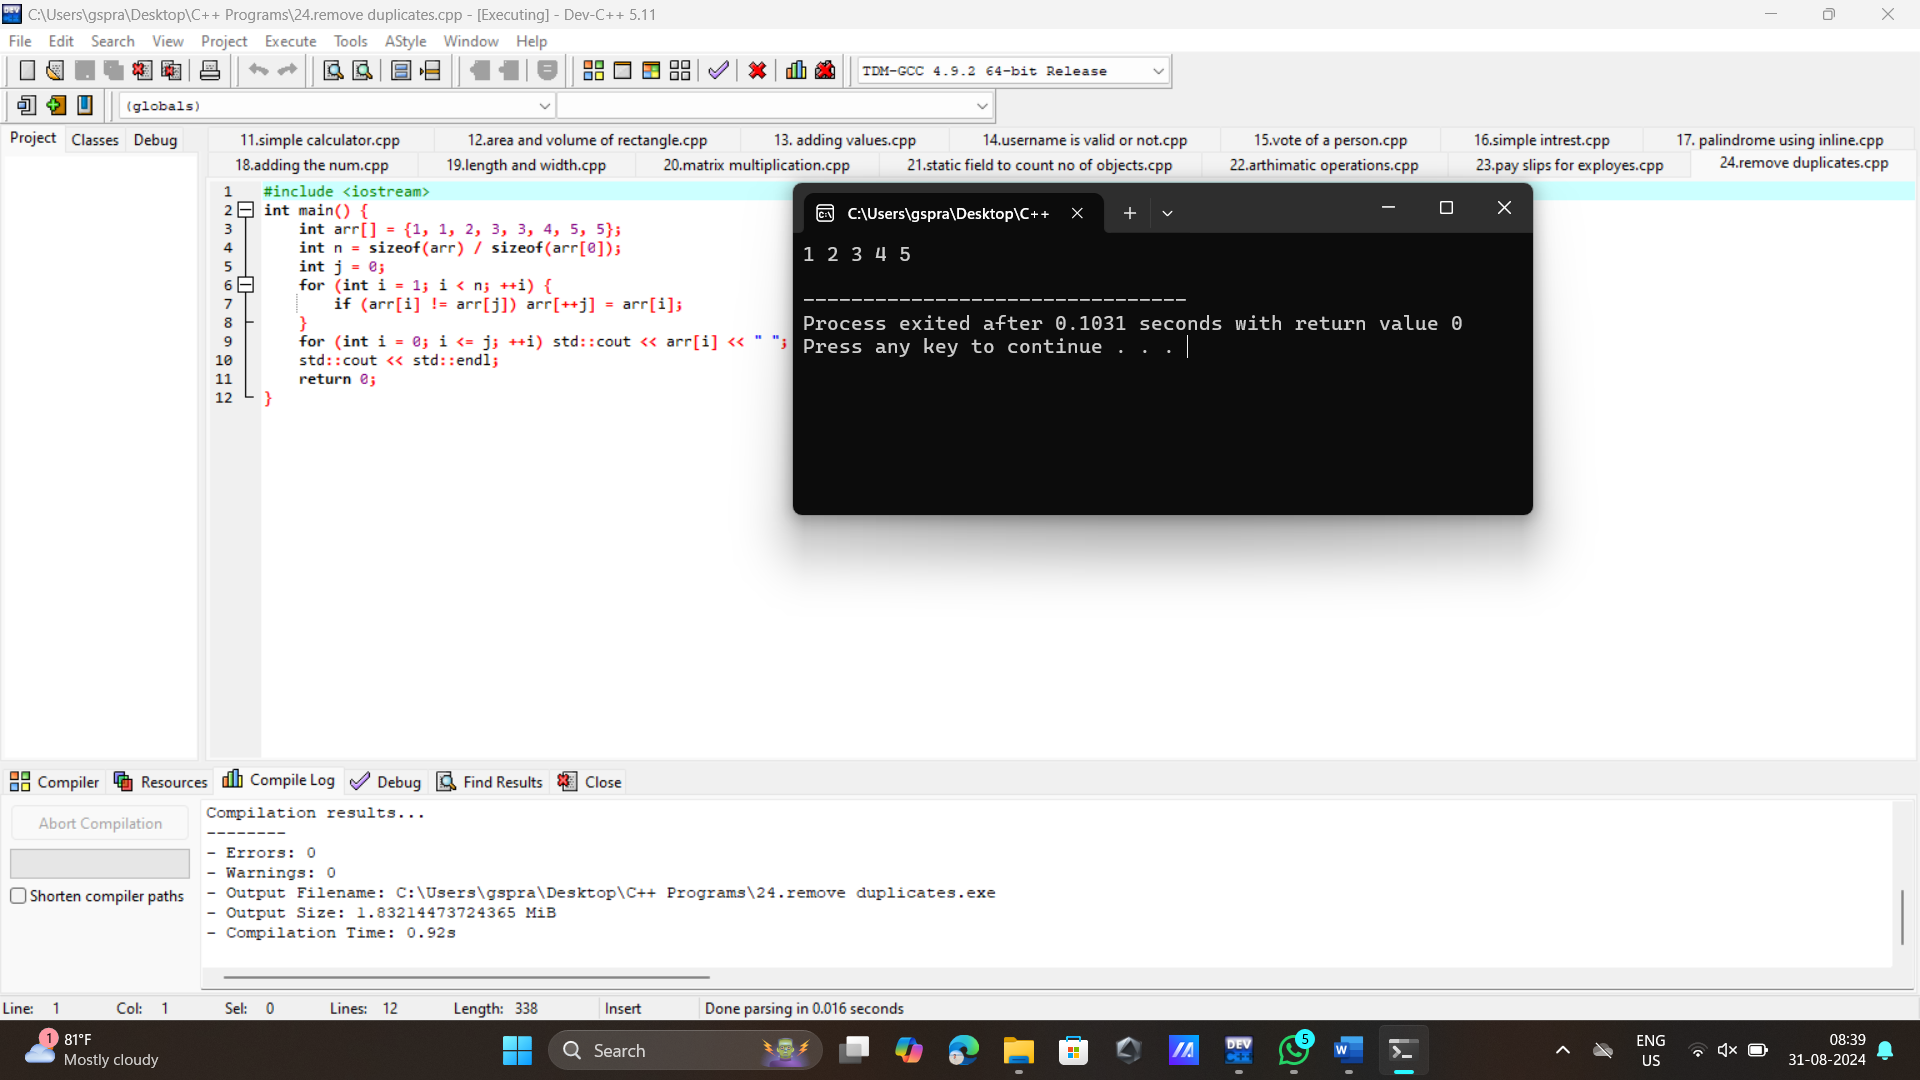 C:\Users\gspra\Desktop\C++ Programs\24.remove duplicates.cpp - [Executing] - Dev-C++ 5.11
File Edit Search View Project Execute Tools AStyle Window Help
TDM-GCC 4.9.2 64-bit Release
(globals)
Project Classes Debug
11.simple calculator.cpp 12.area and volume of rectangle.cpp 13. adding values.cpp 14.username is valid or not.cpp 15.vote of a person.cpp 16.simple intrest.cpp 17. palindrome using inline.cpp
18.adding the num.cpp 19.length and width.cpp 20.matrix multiplication.cpp 21.static field to count no of objects.cpp 22.arthimatic operations.cpp 23.pay slips for exployes.cpp 24.remove duplicates.cpp
1 #include <iostream>
2 int main() {
3 int arr[] = {1, 1, 2, 3, 3, 4, 5, 5};
4 int n = sizeof(arr) / sizeof(arr[0]);
5 int j = 0;
6 for (int i = 1; i < n; ++i) {
7 if (arr[i] != arr[j]) arr[++j] = arr[i];
8 }
9 for (int i = 0; i <= j; ++i) std::cout << arr[i] << " ";
10 std::cout << std::endl;
11 return 0;
12 }
C:\Users\gspra\Desktop\C++
1 2 3 4 5
--------------------------------
Process exited after 0.1031 seconds with return value 0
Press any key to continue . . .
Compiler Resources Compile Log Debug Find Results Close
Abort Compilation
Shorten compiler paths
Compilation results...
--------
- Errors: 0
- Warnings: 0
- Output Filename: C:\Users\gspra\Desktop\C++ Programs\24.remove duplicates.exe
- Output Size: 1.83214473724365 MiB
- Compilation Time: 0.92s
Line: 1 Col: 1 Sel: 0 Lines: 12 Length: 338 Insert Done parsing in 0.016 seconds
1
81°F
Mostly cloudy
Search
DEV
C++
5
W
ENG
US
08:39
31-08-2024